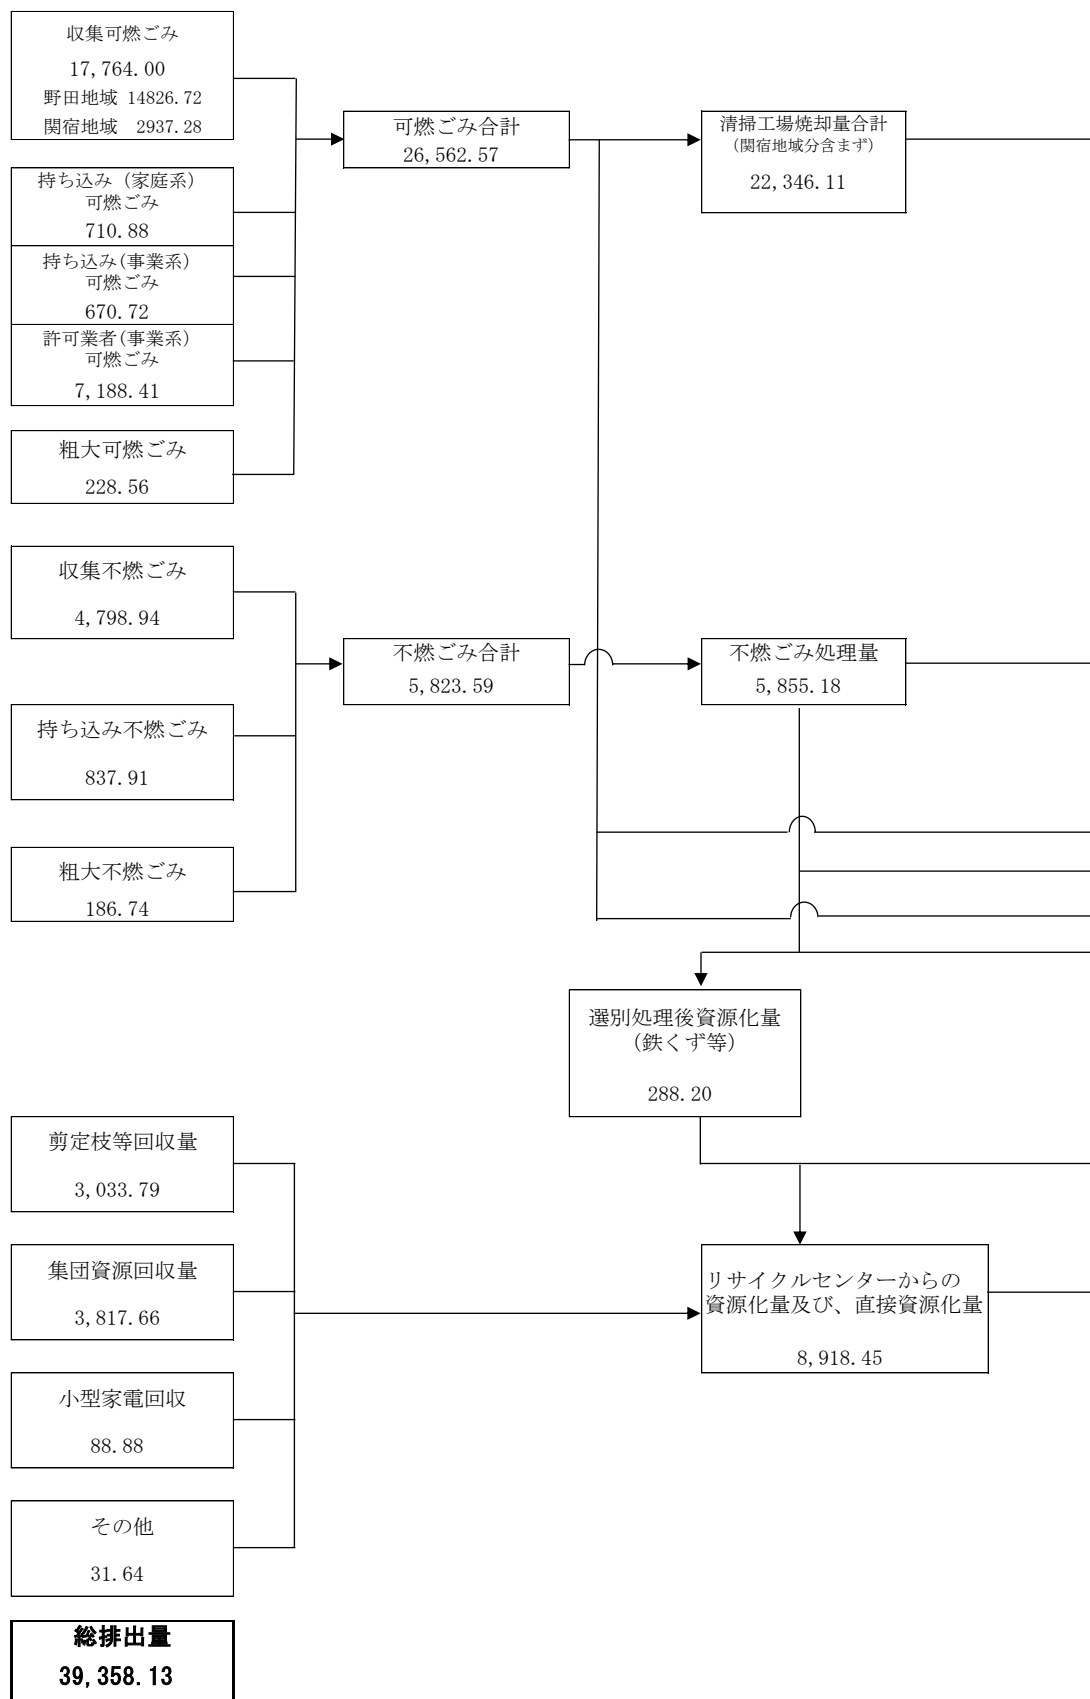 収集可燃ごみ
17,764.00
野田地域 14826.72
関宿地域 2937.28
可燃ごみ合計
26,562.57
清掃工場焼却量合計
（関宿地域分含まず）
22,346.11
持ち込み（家庭系）
可燃ごみ
710.88
持ち込み(事業系)
可燃ごみ
670.72
許可業者(事業系)
可燃ごみ
7,188.41
粗大可燃ごみ
228.56
収集不燃ごみ
4,798.94
不燃ごみ合計
5,823.59
不燃ごみ処理量
5,855.18
持ち込み不燃ごみ
837.91
粗大不燃ごみ
186.74
選別処理後資源化量
（鉄くず等）
288.20
剪定枝等回収量
3,033.79
集団資源回収量
3,817.66
リサイクルセンターからの
資源化量及び、直接資源化量
8,918.45
小型家電回収
88.88
その他
31.64
総排出量
39,358.13